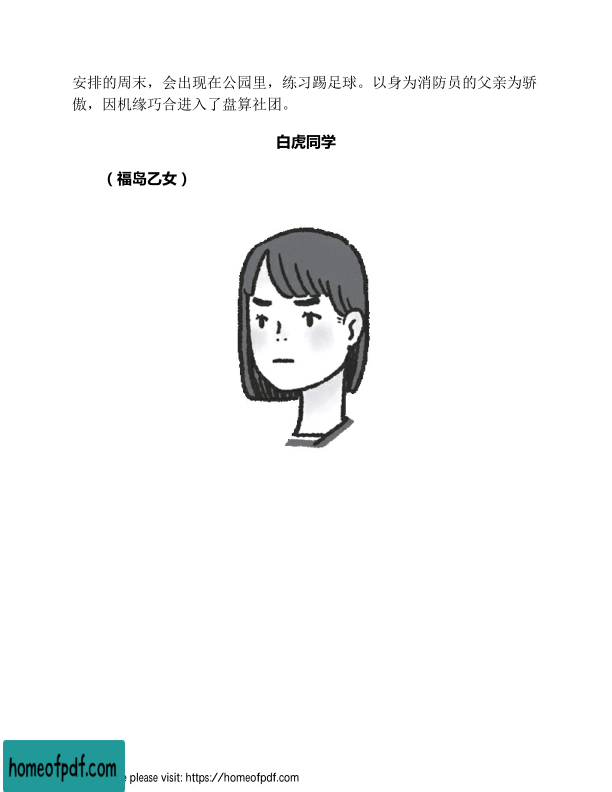 安排的周末，会出现在公园里，练习踢足球。以身为消防员的父亲为骄
傲，因机缘巧合进入了盘算社团。
白虎同学
（福岛乙女）
homeofpdf.com
e please visit: https://homeofpdf.com